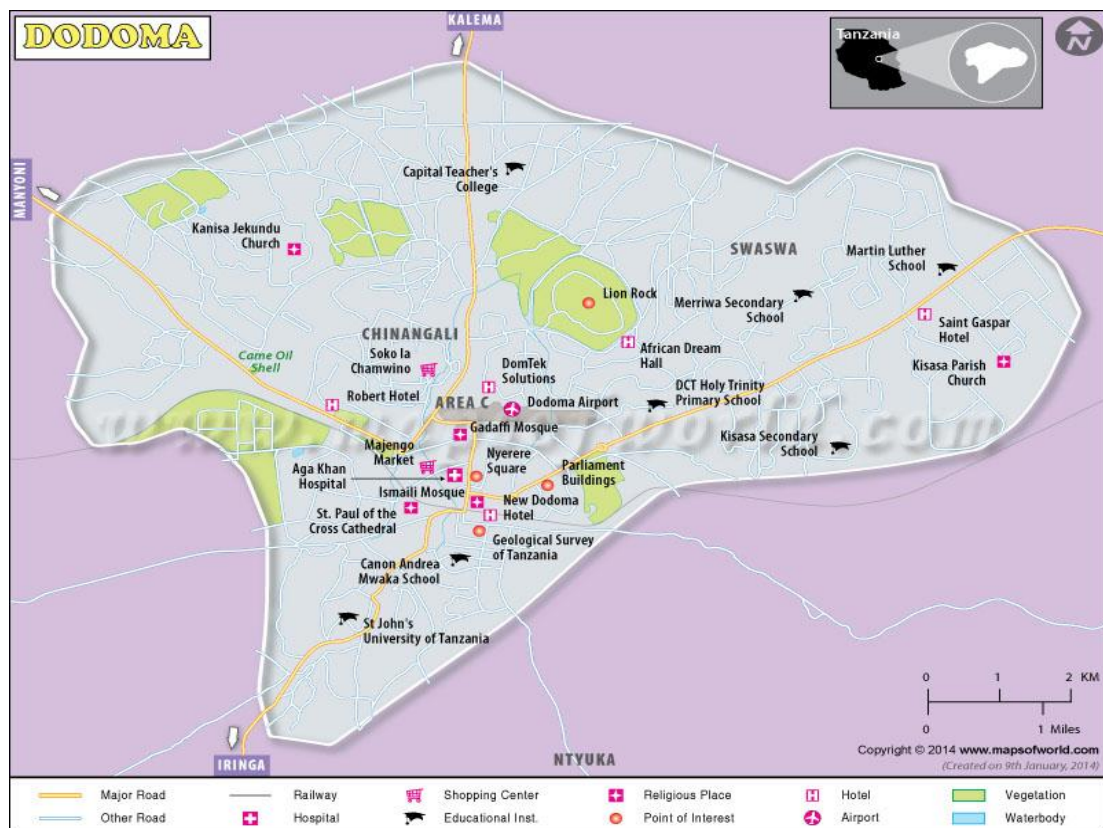 DODOMA
KALEMA
Tanzania
N
MANYONI
Capital Teacher's
College
Kanisa Jekundu
Church
SWASWA
Martin Luther
School
Lion Rock
Merriwa Secondary
School
Saint Gaspar
Hotel
CHINANGALI
African Dream
Hall
Came Oil
Shell
Soko la
Chamwino
DomTek
Solutions
Kisasa Parish
Church
Robert Hotel
AREA C
Dodoma Airport
DCT Holy Trinity
Primary School
www.mapsofworld.com
Gadaffi Mosque
Kisasa Secondary
School
Majengo
Market
Nyerere
Square
Parliament
Buildings
Aga Khan
Hospital
Ismaili Mosque
New Dodoma
Hotel
St. Paul of the
Cross Cathedral
Geological Survey
of Tanzania
Canon Andrea
Mwaka School
St John's
University of Tanzania
0 1 2 KM
0 1 Miles
IRINGA
NTYUKA
Copyright © 2014 www.mapsofworld.com
(Created on 9th January, 2014)
Major Road
Railway
Shopping Center
Religious Place
Hotel
Vegetation
Other Road
Hospital
Educational Inst.
Point of Interest
Airport
Waterbody